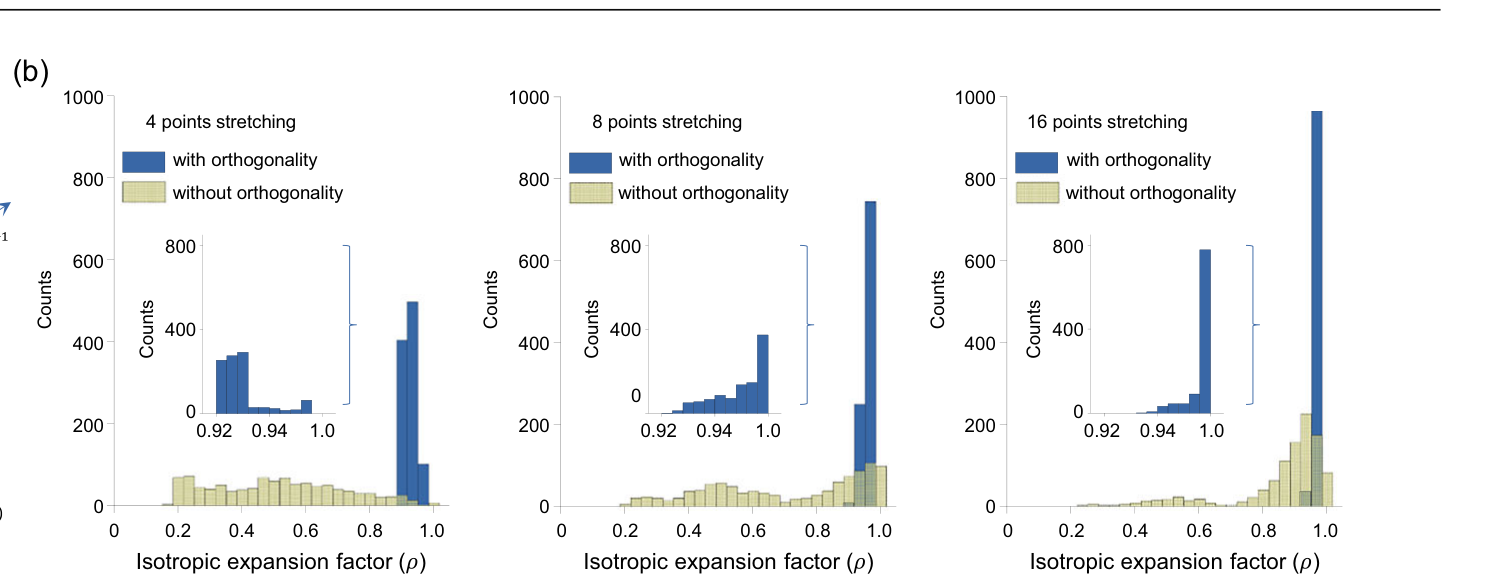 (b)
1000
800
600
400
200
0
Counts
4 points stretching
with orthogonality
without orthogonality
800
400
0
Counts
0.92 0.94 1.0
0 0.2 0.4 0.6 0.8 1.0
Isotropic expansion factor (ρ)
1000
800
600
400
200
0
Counts
8 points stretching
with orthogonality
without orthogonality
800
400
0
Counts
0.92 0.94 1.0
0 0.2 0.4 0.6 0.8 1.0
Isotropic expansion factor (ρ)
1000
800
600
400
200
0
Counts
16 points stretching
with orthogonality
without orthogonality
800
400
0
Counts
0.92 0.94 1.0
0 0.2 0.4 0.6 0.8 1.0
Isotropic expansion factor (ρ)